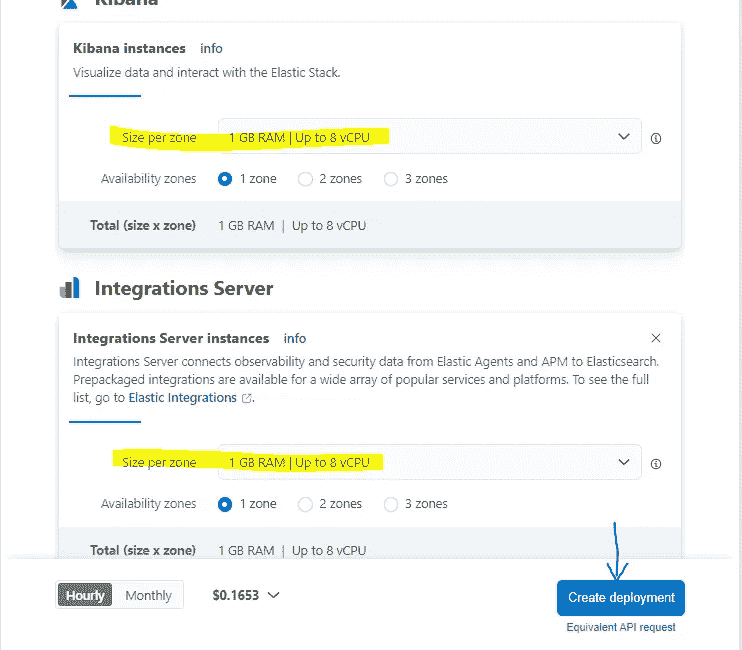 Kibana
Kibana instances info
Visualize data and interact with the Elastic Stack.
Size per zone 1 GB RAM | Up to 8 vCPU
Availability zones 1 zone 2 zones 3 zones
Total (size x zone) 1 GB RAM | Up to 8 vCPU
Integrations Server
Integrations Server instances info
Integrations Server connects observability and security data from Elastic Agents and APM to Elasticsearch.
Prepackaged integrations are available for a wide array of popular services and platforms. To see the full
list, go to Elastic Integrations.
Size per zone 1 GB RAM | Up to 8 vCPU
Availability zones 1 zone 2 zones 3 zones
Total (size x zone) 1 GB RAM | Up to 8 vCPU
Hourly Monthly $0.1653 Create deployment
Equivalent API request